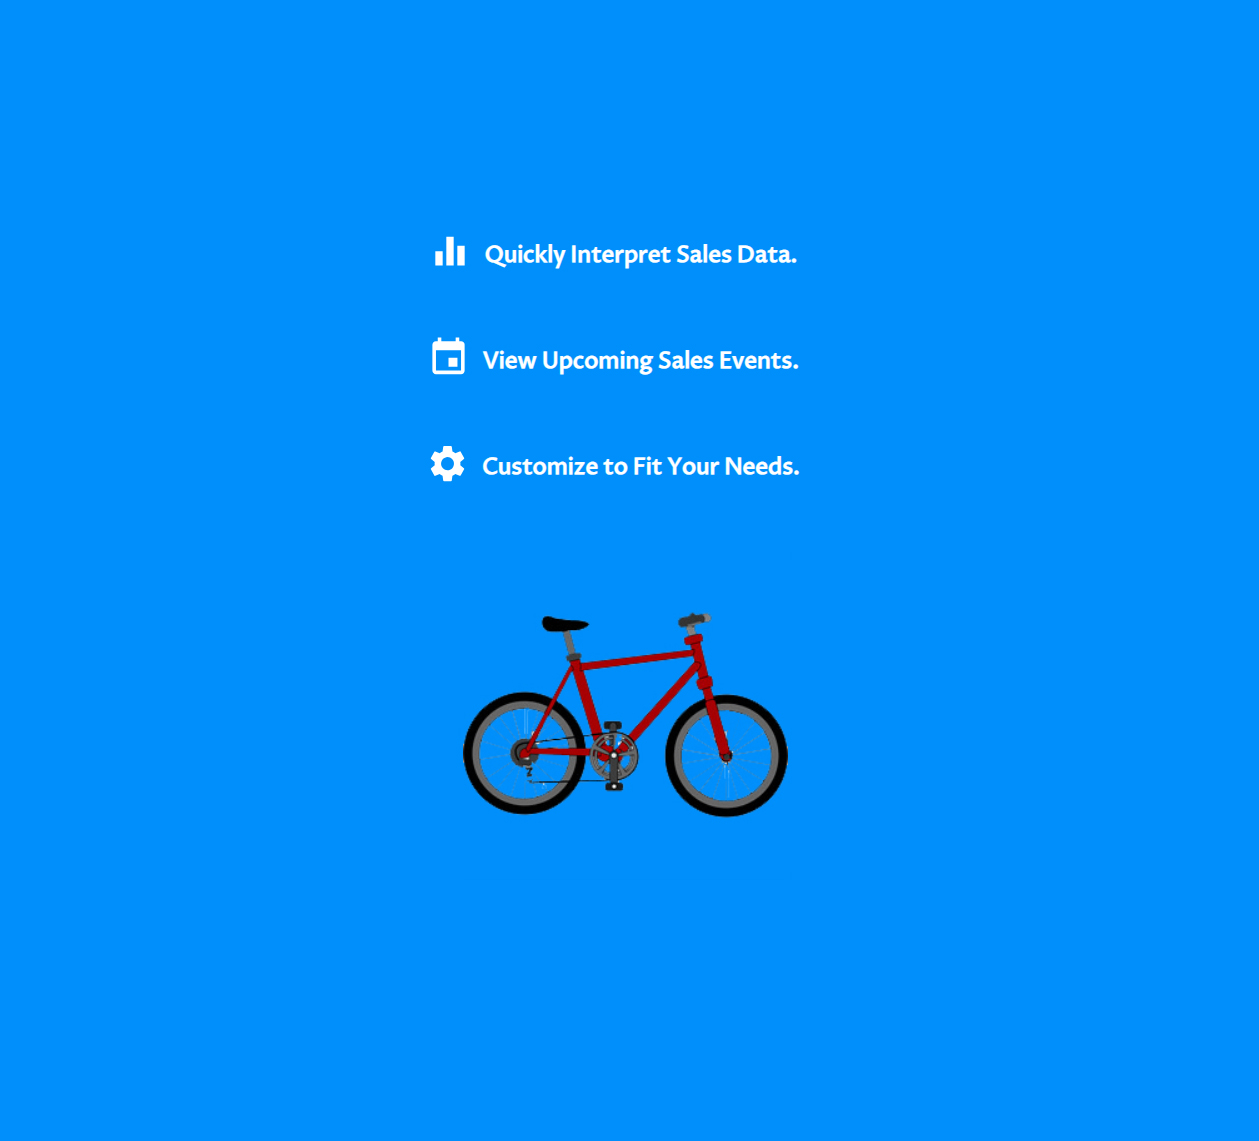 Quickly Interpret Sales Data.
View Upcoming Sales Events.
Customize to Fit Your Needs.